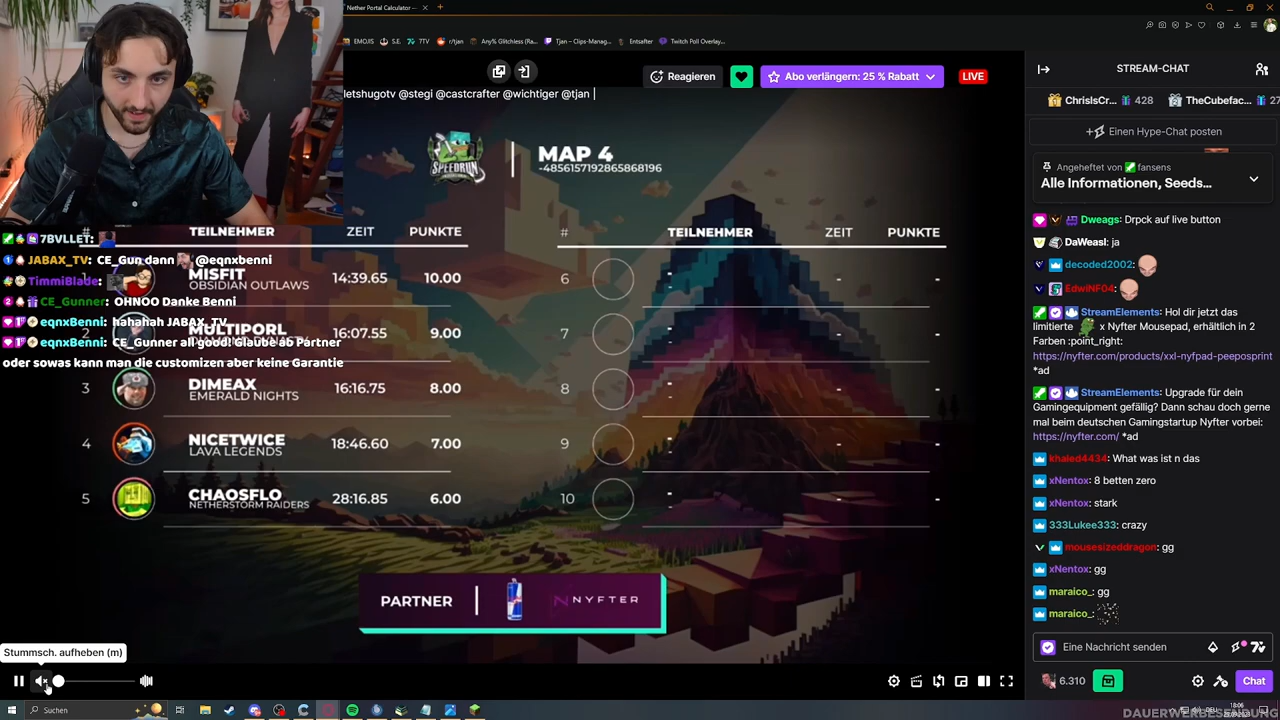 Nether Portal Calculator —
EMOJIS
S.E.
7TV
r/tjan
Any% Glitchless (Ra...
Tjan – Clips-Manag...
Entsafter
Twitch Poll Overlay...
Reagieren
Abo verlängern: 25 % Rabatt
LIVE
letshugotv @stegi @castcrafter @wichtiger @tjan |
SPEEDRUN
MAP 4
-4856157192865868196
# TEILNEHMER ZEIT PUNKTE
MISFIT 14:39.65 10.00
OBSIDIAN OUTLAWS
2 MULTIPORL 16:07.55 9.00
3 DIMEAX 16:16.75 8.00
EMERALD NIGHTS
4 NICETWICE 18:46.60 7.00
LAVA LEGENDS
5 CHAOSFLO 28:16.85 6.00
NETHERSTORM RAIDERS
# TEILNEHMER ZEIT PUNKTE
6 - - -
-
7 - - -
-
8 - - -
-
9 - - -
-
10 - - -
-
PARTNER | NYFTER
7BVLLET:
JABAX_TV: CE_Gun dann @eqnxbenni
TimmiBlade:
CE_Gunner: OHNOO Danke Benni
eqnxBenni: hahahah JABAX_TV
eqnxBenni: CE_Gunner all good! Glaube ab Partner
oder sowas kann man die customizen aber keine Garantie
Stummsch. aufheben (m)
STREAM-CHAT
ChrisIsCr... 428
TheCubefac... 27
Einen Hype-Chat posten
Angeheftet von fansens
Alle Informationen, Seeds...
Dweags: Drpck auf live button
DaWeasl: ja
decoded2002:
EdwiNF04:
StreamElements: Hol dir jetzt das
limitierte x Nyfter Mousepad, erhältlich in 2
Farben :point_right:
https://nyfter.com/products/xxl-nyfpad-peeposprint
*ad
StreamElements: Upgrade für dein
Gamingequipment gefällig? Dann schau doch gerne
mal beim deutschen Gamingstartup Nyfter vorbei:
https://nyfter.com/ *ad
khaled4434: What was ist n das
xNentox: 8 betten zero
xNentox: stark
333Lukee333: crazy
mousesizeddragon: gg
xNentox: gg
maraico_: gg
maraico_:
Eine Nachricht senden
6.310
Chat
Suchen
18:06
DAUERWERBESENDUNG